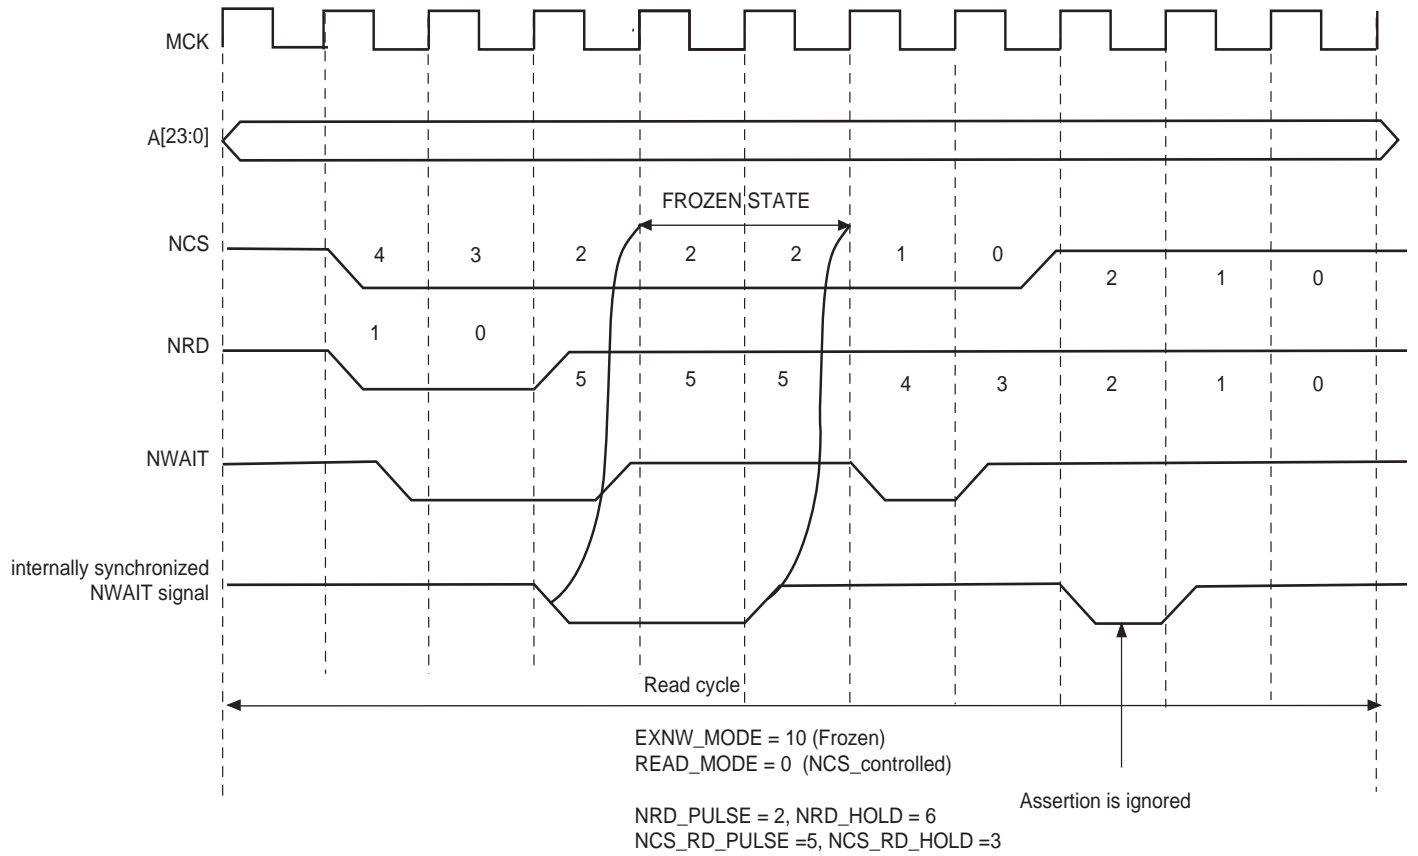 MCK
A[23:0]
FROZEN STATE
NCS
4 3 2 2 2 1 0
2 1 0
1 0
NRD
5 5 5 4 3 2 1 0
NWAIT
internally synchronized
NWAIT signal
Read cycle
EXNW_MODE = 10 (Frozen)
READ_MODE = 0 (NCS_controlled)
Assertion is ignored
NRD_PULSE = 2, NRD_HOLD = 6
NCS_RD_PULSE =5, NCS_RD_HOLD =3